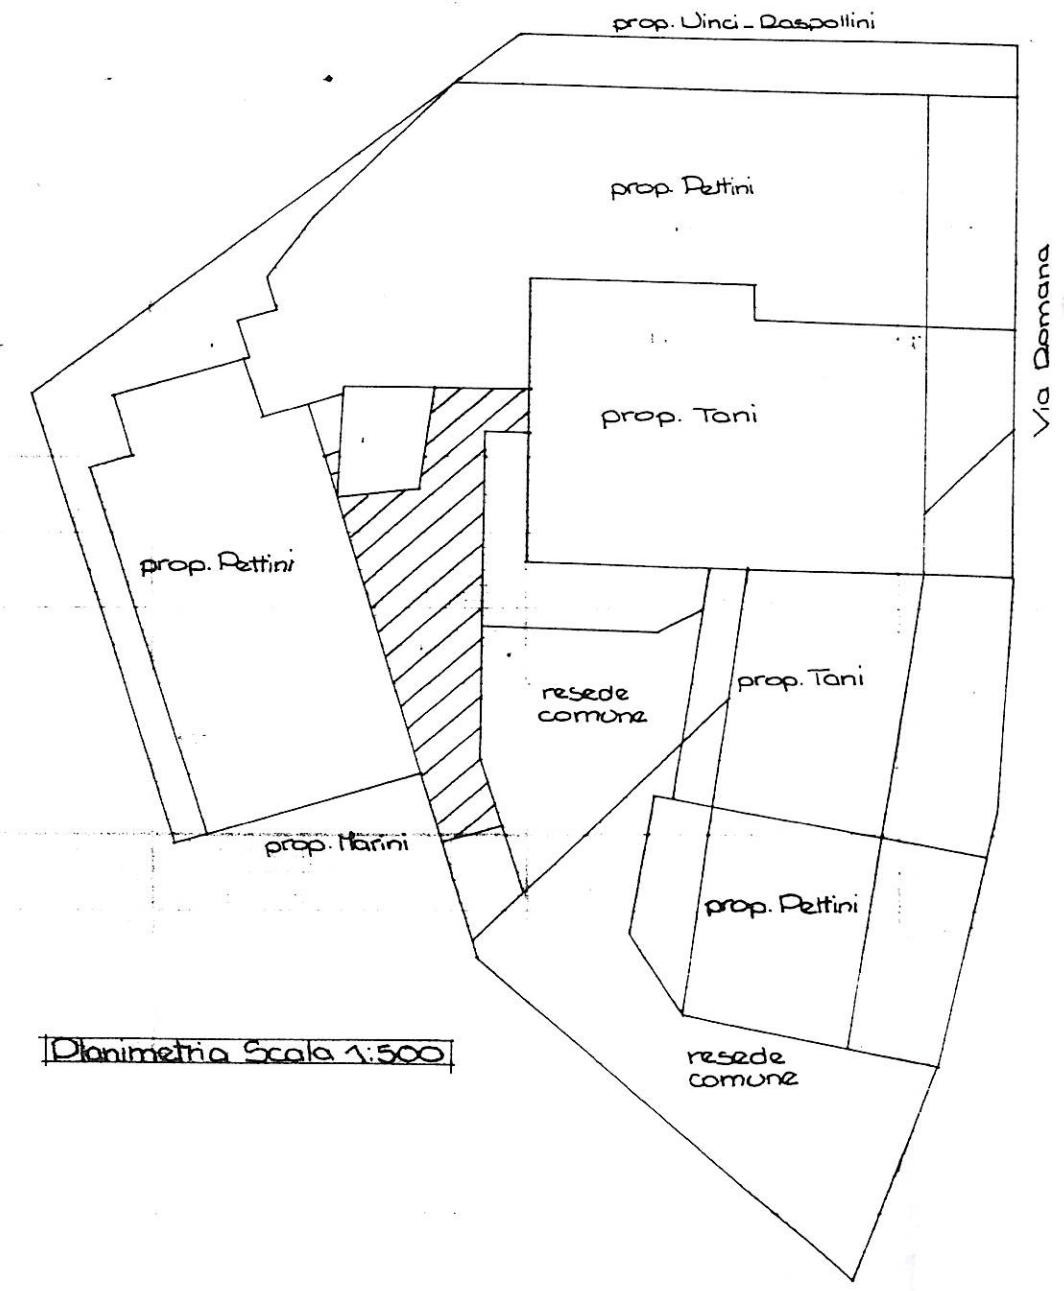 prop. Vinci-Raspollini
prop. Pettini
Via Romana
prop. Tani
prop. Pettini
prop. Tani
resede
comune
prop. Marini
prop. Pettini
Planimetria Scala 1:500
resede
comune